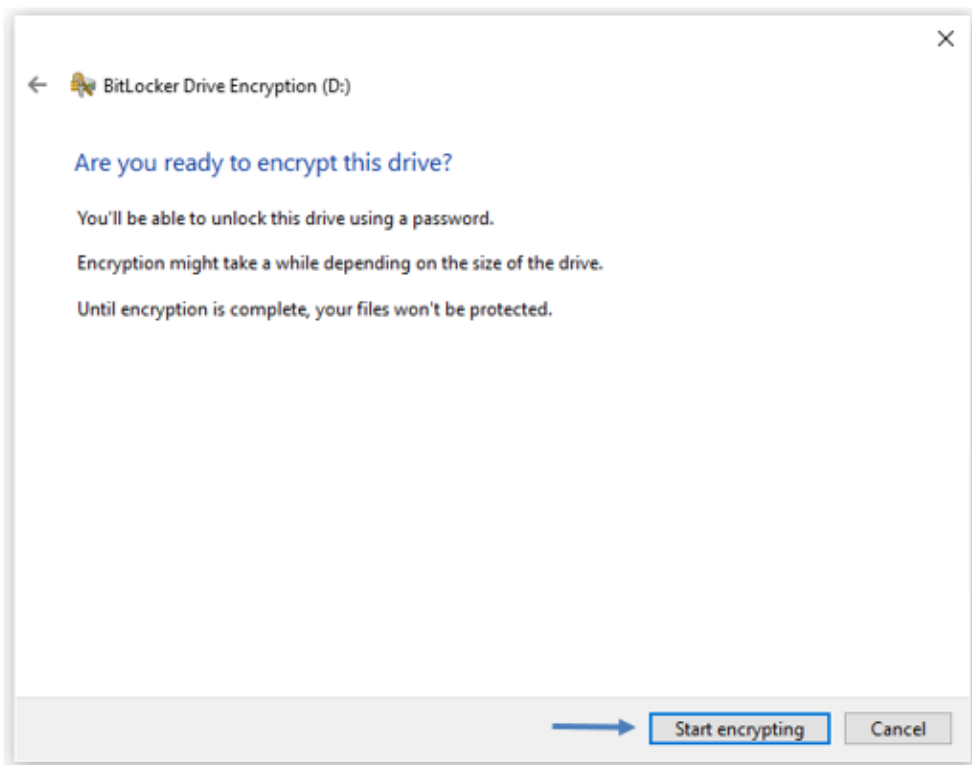 BitLocker Drive Encryption (D:)
Are you ready to encrypt this drive?
You'll be able to unlock this drive using a password.
Encryption might take a while depending on the size of the drive.
Until encryption is complete, your files won't be protected.
Start encrypting
Cancel